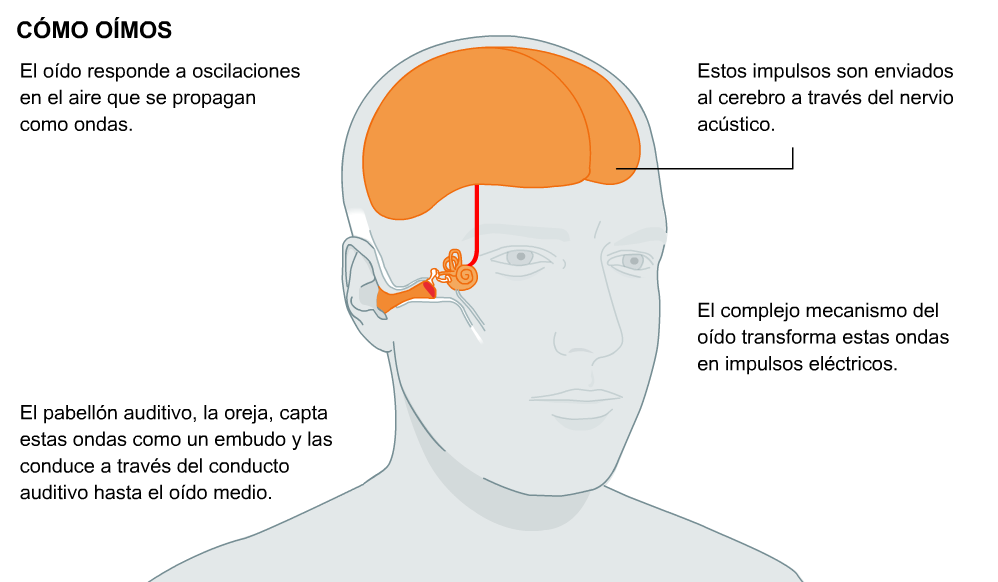 CÓMO OÍMOS
El oído responde a oscilaciones
en el aire que se propagan
como ondas.
El pabellón auditivo, la oreja, capta
estas ondas como un embudo y las
conduce a través del conducto
auditivo hasta el oído medio.
El complejo mecanismo del
oído transforma estas ondas
en impulsos eléctricos.
Estos impulsos son enviados
al cerebro a través del nervio
acústico.